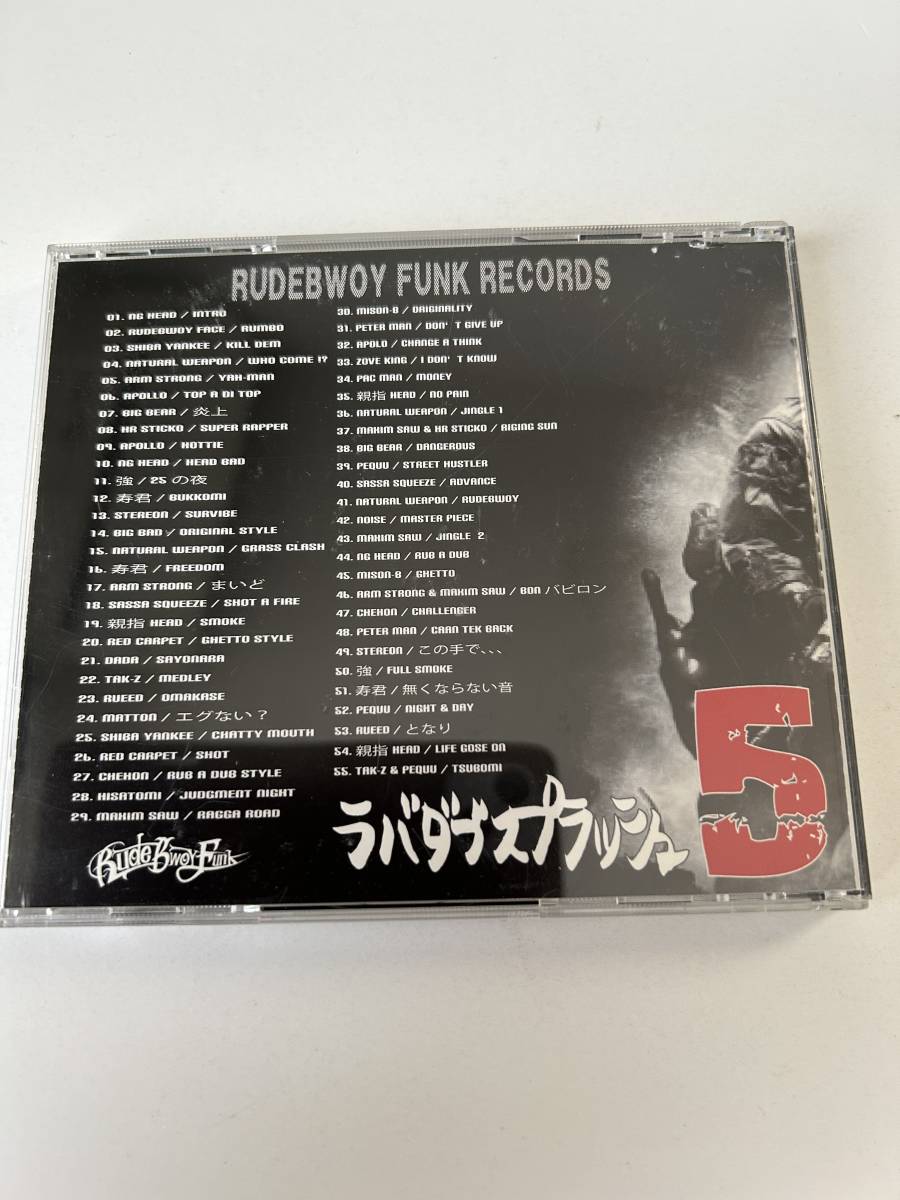 RUDEBWOY FUNK RECORDS
01. NG HEAD / INTRO
02. RUDEBWOY FACE / RUMBO
03. SHIBA YANKEE / KILL DEM
04. NATURAL WEAPON / WHO COME !?
05. ARM STRONG / YAH-MAN
06. APOLLO / TOP A DI TOP
07. BIG BEAR / 炎上
08. HR STICKO / SUPER RAPPER
09. APOLLO / HOTTIE
10. NG HEAD / HEAD BAD
11. 強 / 25 の夜
12. 寿君 / BUKKOMI
13. STEREON / SURVIBE
14. BIG BAD / ORIGINAL STYLE
15. NATURAL WEAPON / GRASS CLASH
16. 寿君 / FREEDOM
17. ARM STRONG / まいど
18. SASSA SQUEEZE / SHOT A FIRE
19. 親指 HEAD / SMOKE
20. RED CARPET / GHETTO STYLE
21. DADA / SAYONARA
22. TAK-Z / MEDLEY
23. RUEED / OMAKASE
24. MATTON / エグない？
25. SHIBA YANKEE / CHATTY MOUTH
26. RED CARPET / SHOT
27. CHEHON / RUB A DUB STYLE
28. HISATOMI / JUDGMENT NIGHT
29. MAXIM SAW / RAGGA ROAD
30. MISON-B / ORIGINALITY
31. PETER MAN / DON'T GIVE UP
32. APOLO / CHANGE A THINK
33. ZOVE KING / I DON'T KNOW
34. PAC MAN / MONEY
35. 親指 HEAD / NO PAIN
36. NATURAL WEAPON / JINGLE 1
37. MAXIM SAW & HR STICKO / RIGING SUN
38. BIG BEAR / DANGEROUS
39. PEQUU / STREET HUSTLER
40. SASSA SQUEEZE / ADVANCE
41. NATURAL WEAPON / RUDEBWOY
42. NOISE / MASTER PIECE
43. MAXIM SAW / JINGLE 2
44. NG HEAD / RUB A DUB
45. MISON-B / GHETTO
46. ARM STRONG & MAXIM SAW / BON バビロン
47. CHEHON / CHALLENGER
48. PETER MAN / CAAN TEK BACK
49. STEREON / この手で、、、
50. 強 / FULL SMOKE
51. 寿君 / 無くならない音
52. PEQUU / NIGHT & DAY
53. RUEED / となり
54. 親指 HEAD / LIFE GOSE ON
55. TAK-Z & PEQUU / TSUBOMI
Rude Bwoy Funk
ラバダブスプラッシュ
5